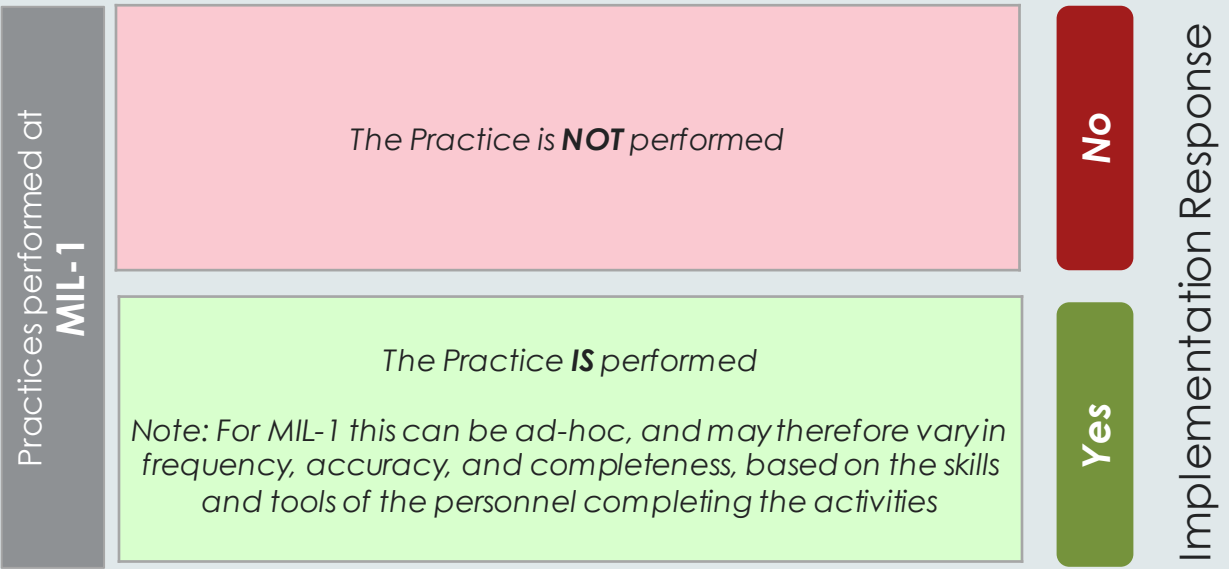 Practices performed at
MIL-1
The Practice is NOT performed
No
The Practice IS performed
Note: For MIL-1 this can be ad-hoc, and may therefore vary in
frequency, accuracy, and completeness, based on the skills
and tools of the personnel completing the activities
Yes
Implementation Response